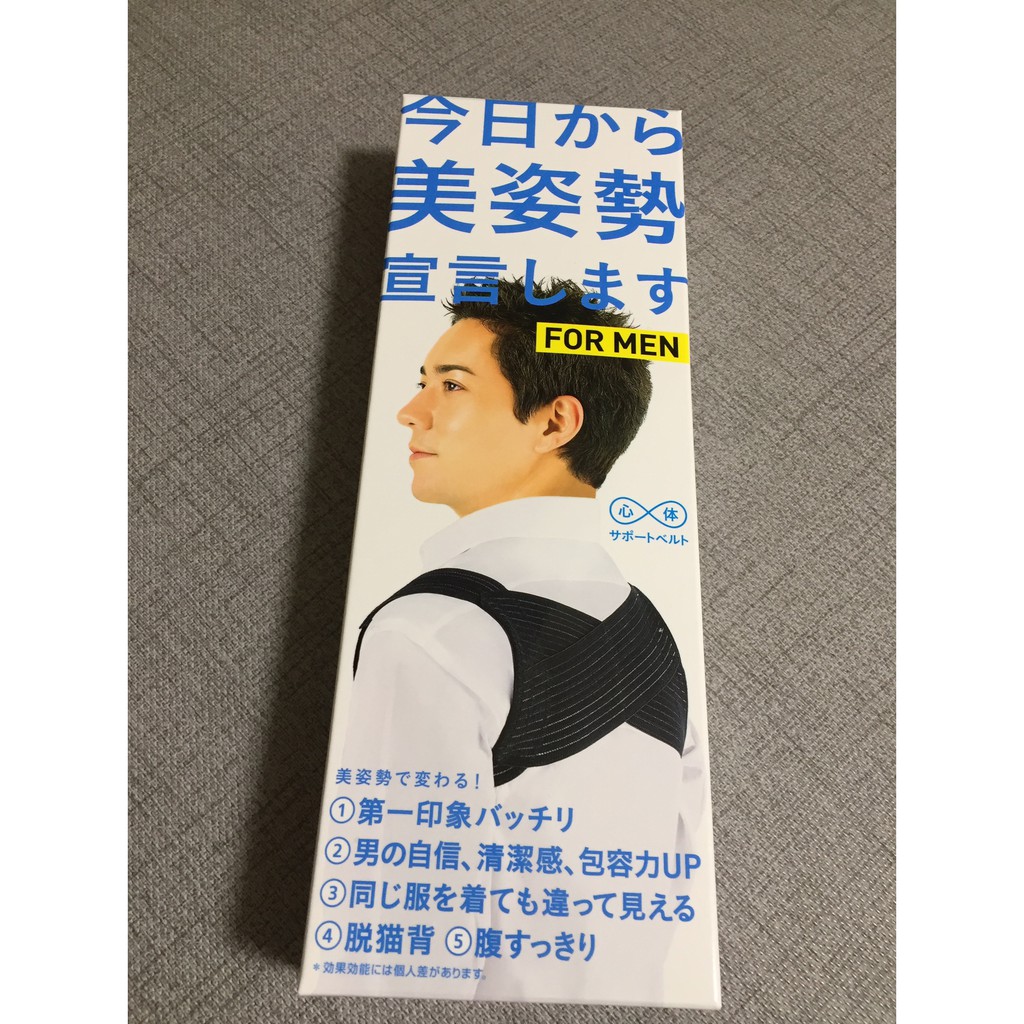 今日から
美姿勢
宣言します
FOR MEN
心 体
サポートベルト
美姿勢で変わる!
①第一印象バッチリ
②男の自信、清潔感、包容力UP
③同じ服を着ても違って見える
④脱猫背 ⑤腹すっきり
*効果効能には個人差があります。